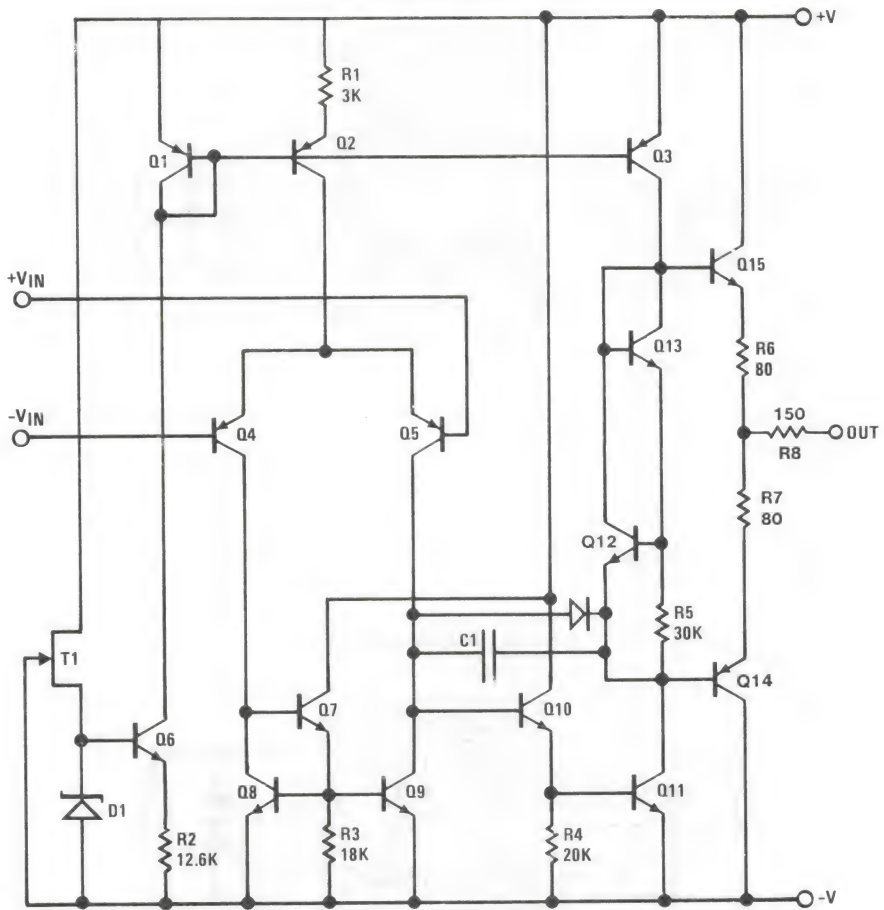 +V
R1
3K
Q1
Q2
Q3
+VIN
Q15
Q13
R6
80
-VIN
Q4
Q5
150
OUT
R8
R7
80
Q12
R5
30K
C1
T1
Q14
Q7
Q10
Q6
D1
Q8
Q9
Q11
R2
12.6K
R3
18K
R4
20K
-V